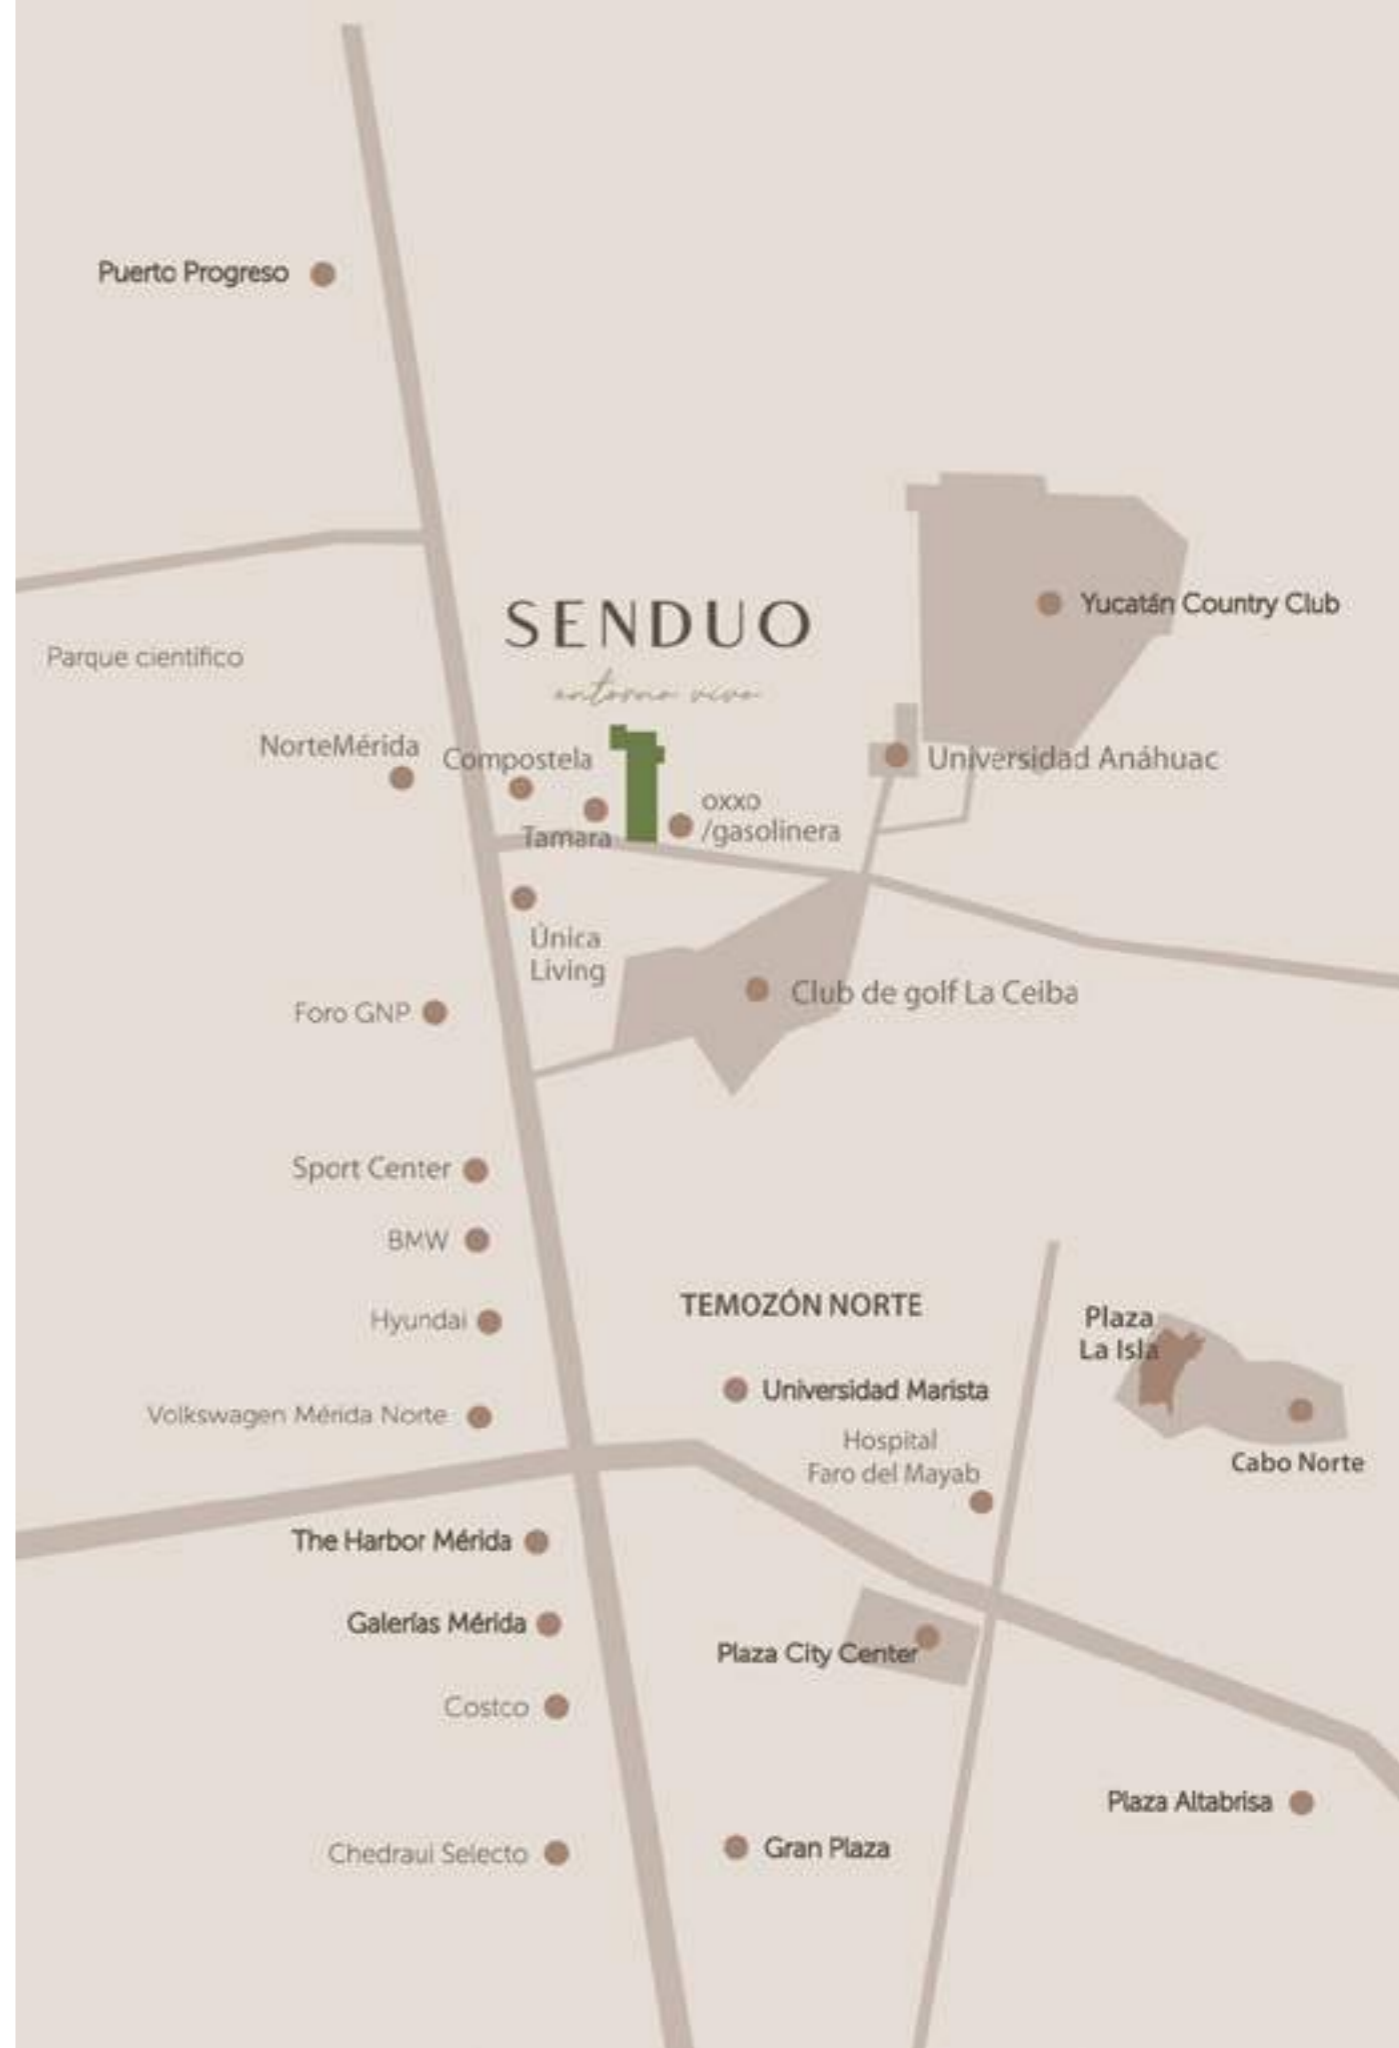 Puerto Progreso
SENDUO
entorno vivo
Yucatán Country Club
Parque científico
NorteMérida
Compostela
Universidad Anáhuac
oxxo
/gasolinera
Tamara
Única
Living
Club de golf La Ceiba
Foro GNP
Sport Center
BMW
TEMOZÓN NORTE
Plaza
La Isla
Hyundai
Universidad Marista
Volkswagen Mérida Norte
Hospital
Faro del Mayab
Cabo Norte
The Harbor Mérida
Galerías Mérida
Plaza City Center
Costco
Plaza Altabrisa
Chedraui Selecto
Gran Plaza